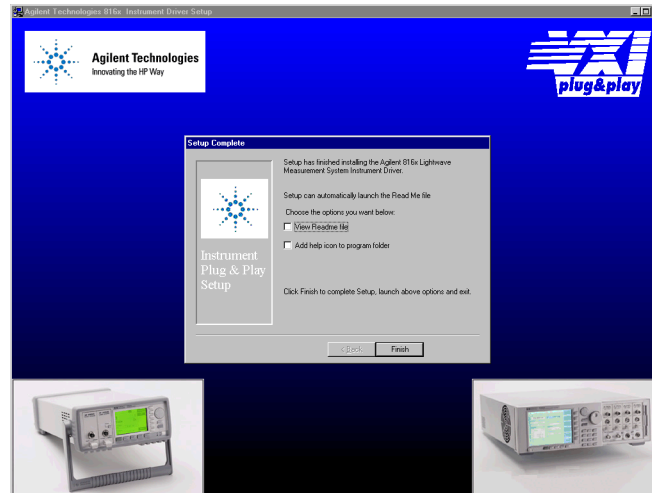 Agilent Technologies 816x Instrument Driver Setup
Agilent Technologies
Innovating the HP Way
VXI
plug&play
Setup Complete
Setup has finished installing the Agilent 816x Lightwave
Measurement System Instrument Driver.
Setup can automatically launch the Read Me file
Choose the options you want below:
View Readme file
Add help icon to program folder
Instrument
Plug & Play
Setup
Click Finish to complete Setup, launch above options and exit.
< Back
Finish